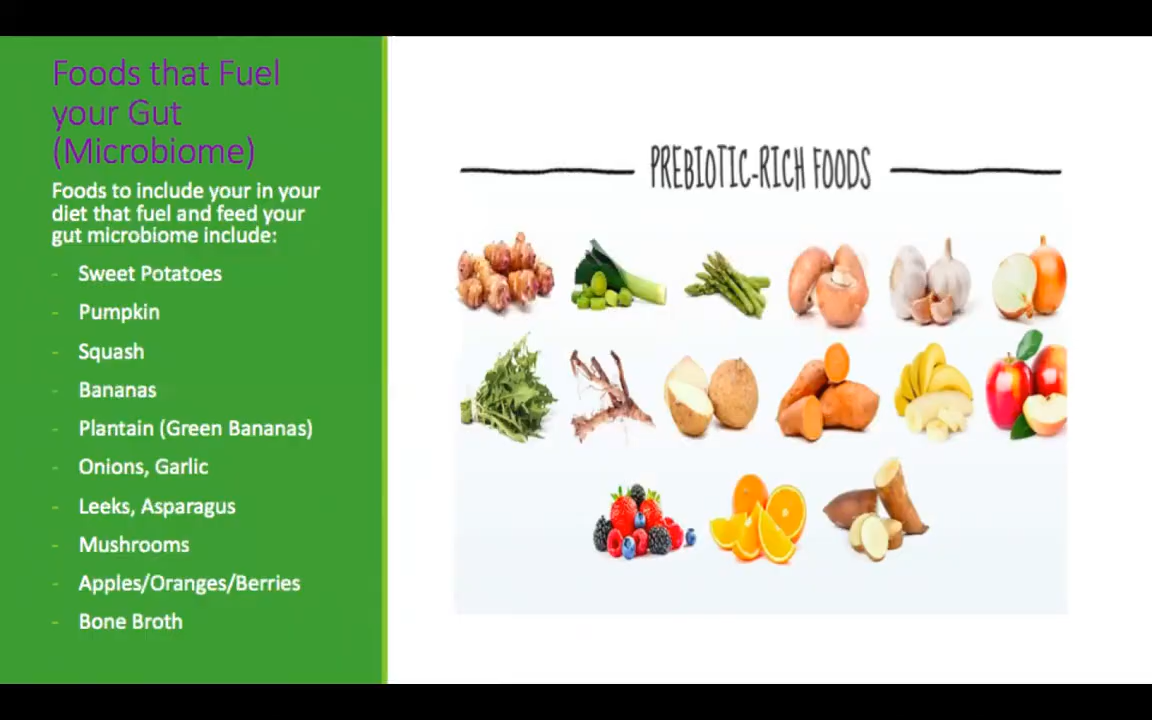 Foods that Fuel
your Gut
(Microbiome)
Foods to include your in your
diet that fuel and feed your
gut microbiome include:
- Sweet Potatoes
- Pumpkin
- Squash
- Bananas
- Plantain (Green Bananas)
- Onions, Garlic
- Leeks, Asparagus
- Mushrooms
- Apples/Oranges/Berries
- Bone Broth
PREBIOTIC-RICH FOODS